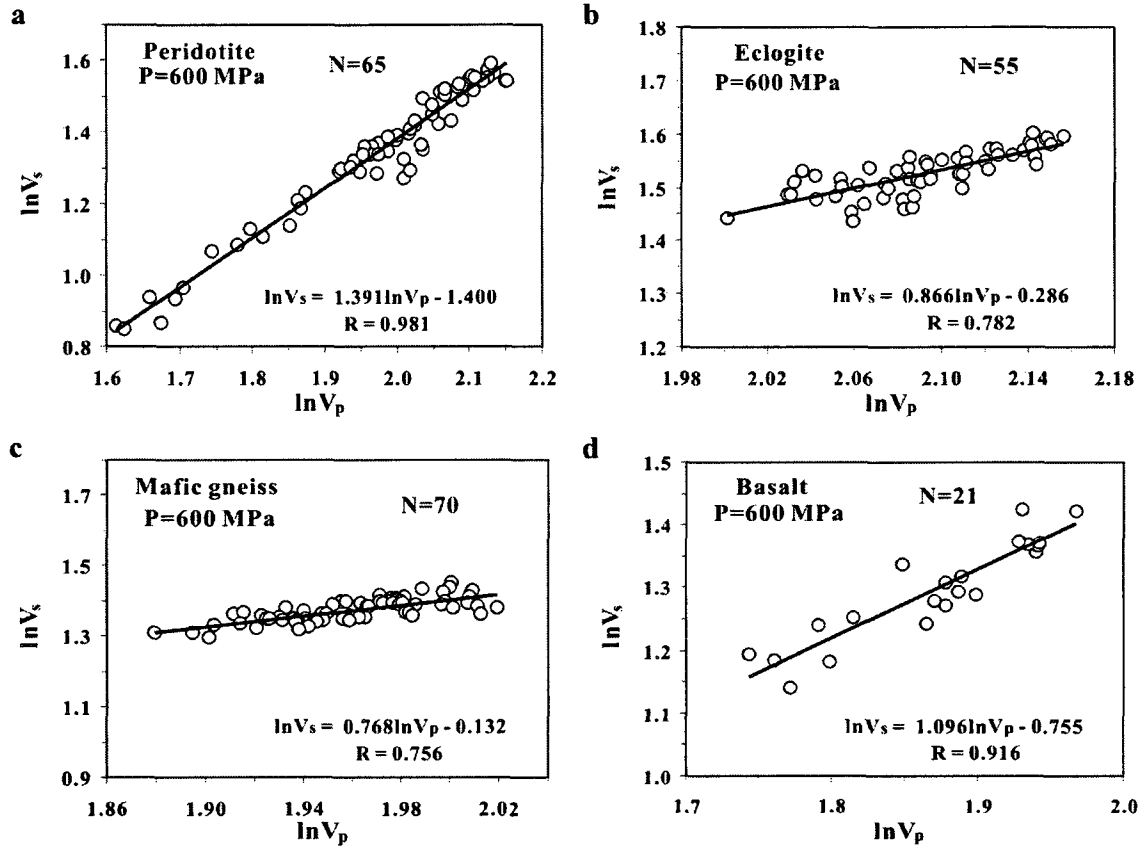 a
Peridotite
P=600 MPa
N=65
lnVs
1.6
1.4
1.2
1.0
0.8
lnVs = 1.391lnVp - 1.400
R = 0.981
1.6 1.7 1.8 1.9 2.0 2.1 2.2
lnVp
b
Eclogite
P=600 MPa
N=55
lnVs
1.8
1.7
1.6
1.5
1.4
1.3
1.2
lnVs = 0.866lnVp - 0.286
R = 0.782
1.98 2.02 2.06 2.10 2.14 2.18
lnVp
c
Mafic gneiss
P=600 MPa
N=70
lnVs
1.7
1.5
1.3
1.1
0.9
lnVs = 0.768lnVp - 0.132
R = 0.756
1.86 1.90 1.94 1.98 2.02
lnVp
d
Basalt
P=600 MPa
N=21
lnVs
1.5
1.4
1.3
1.2
1.1
1.0
lnVs = 1.096lnVp - 0.755
R = 0.916
1.7 1.8 1.9 2.0
lnVp